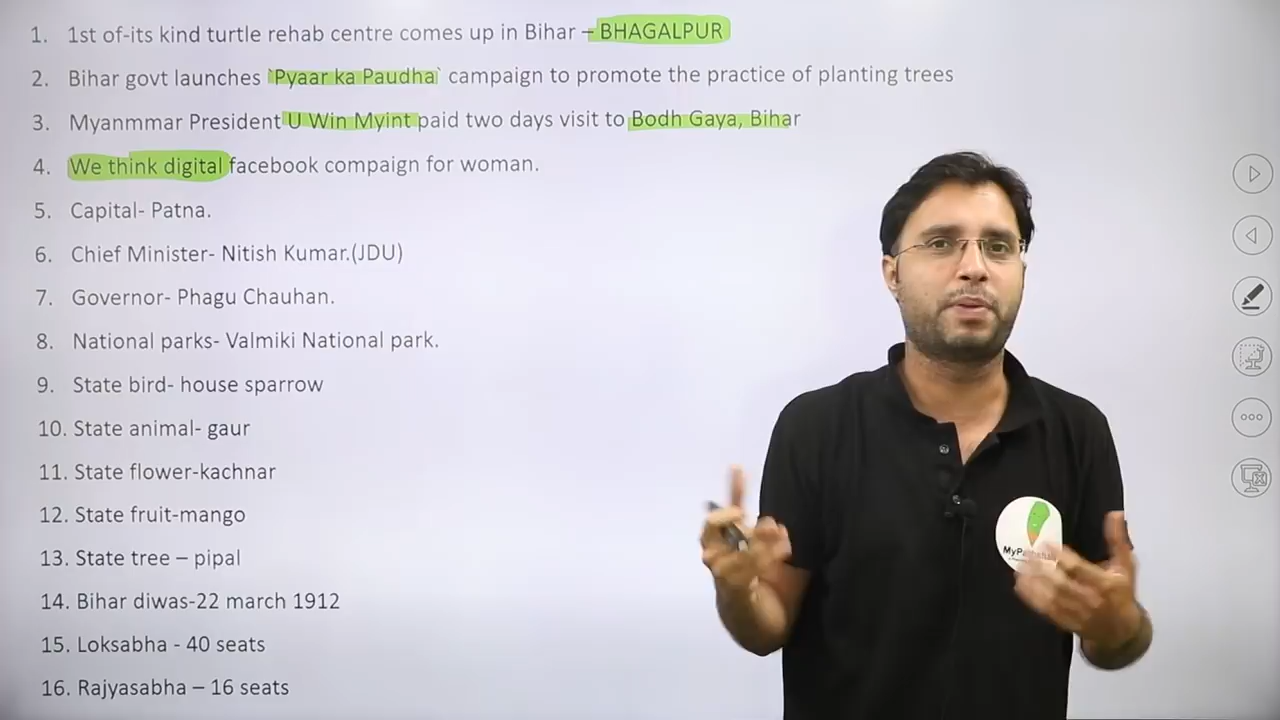 1. 1st of-its kind turtle rehab centre comes up in Bihar – BHAGALPUR
2. Bihar govt launches `Pyaar ka Paudha` campaign to promote the practice of planting trees
3. Myanmmar President U Win Myint paid two days visit to Bodh Gaya, Bihar
4. We think digital facebook compaign for woman.
5. Capital- Patna.
6. Chief Minister- Nitish Kumar.(JDU)
7. Governor- Phagu Chauhan.
8. National parks- Valmiki National park.
9. State bird- house sparrow
10. State animal- gaur
11. State flower-kachnar
12. State fruit-mango
13. State tree – pipal
14. Bihar diwas-22 march 1912
15. Loksabha - 40 seats
16. Rajyasabha – 16 seats